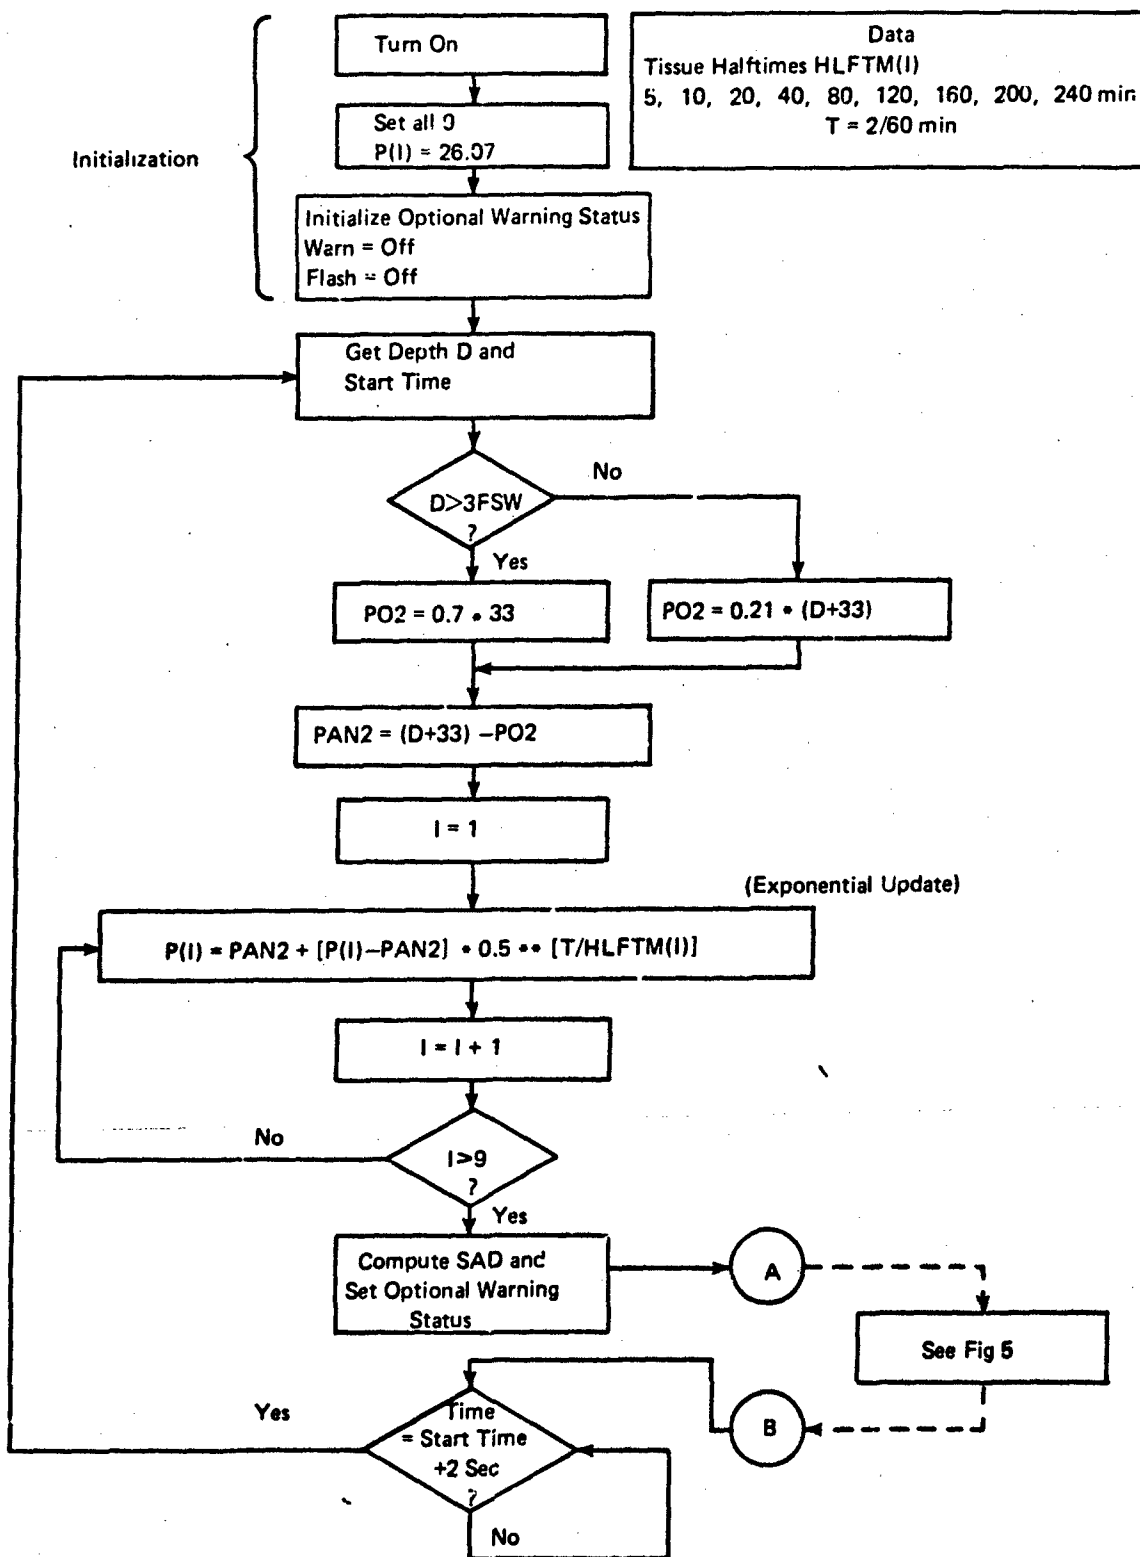 Turn On
Data
Tissue Halftimes HLFTM(I)
5, 10, 20, 40, 80, 120, 160, 200, 240 min
T = 2/60 min
Initialization
Set all 0
P(I) = 26.07
Initialize Optional Warning Status
Warn = Off
Flash = Off
Get Depth D and
Start Time
D>3FSW
?
No
Yes
PO2 = 0.7 * 33
PO2 = 0.21 * (D+33)
PAN2 = (D+33) –PO2
I = 1
(Exponential Update)
P(I) = PAN2 + [P(I)–PAN2] * 0.5 ** [T/HLFTM(I)]
I = I + 1
No
I>9
?
Yes
Compute SAD and
Set Optional Warning
Status
A
See Fig 5
B
Yes
Time
= Start Time
+2 Sec
?
No